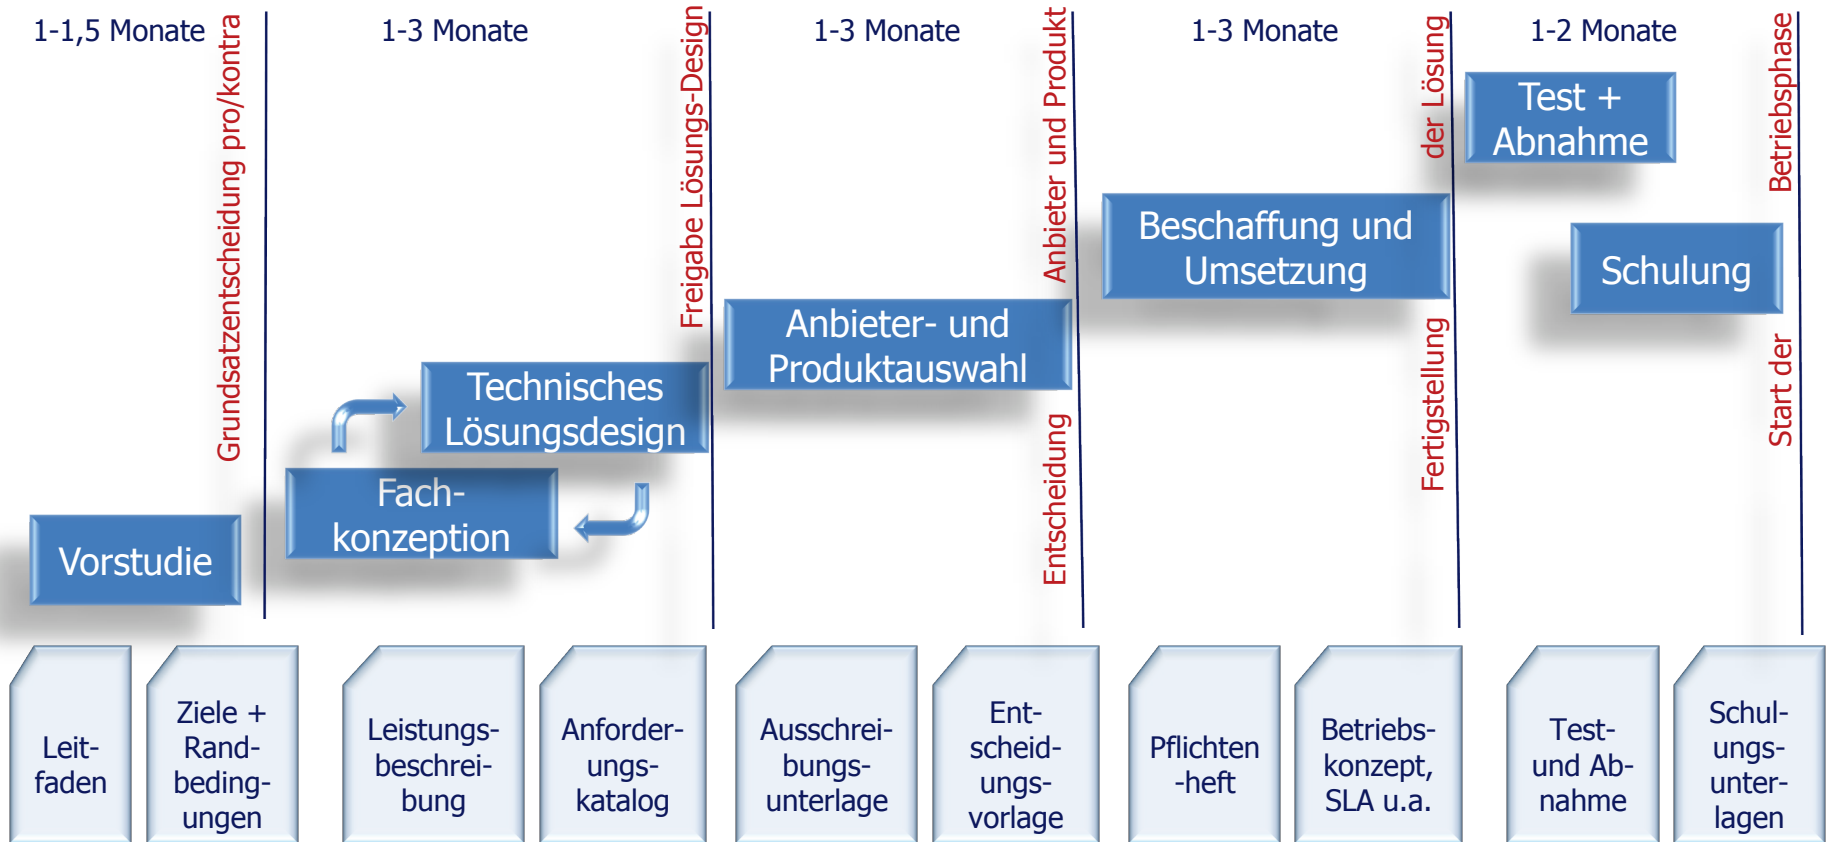 1-1,5 Monate
1-3 Monate
1-3 Monate
1-3 Monate
1-2 Monate
Grundsatzentscheidung pro/kontra
Freigabe Lösungs-Design
Entscheidung Anbieter und Produkt
Fertigstellung der Lösung
Start der Betriebsphase
Vorstudie
Fach-
konzeption
Technisches
Lösungsdesign
Anbieter- und
Produktauswahl
Beschaffung und
Umsetzung
Test +
Abnahme
Schulung
Leit-
faden
Ziele +
Rand-
beding-
ungen
Leistungs-
beschrei-
bung
Anforder-
ungs-
katalog
Ausschrei-
bungs-
unterlage
Ent-
scheid-
ungs-
vorlage
Pflichten
-heft
Betriebs-
konzept,
SLA u.a.
Test-
und Ab-
nahme
Schul-
ungs-
unter-
lagen